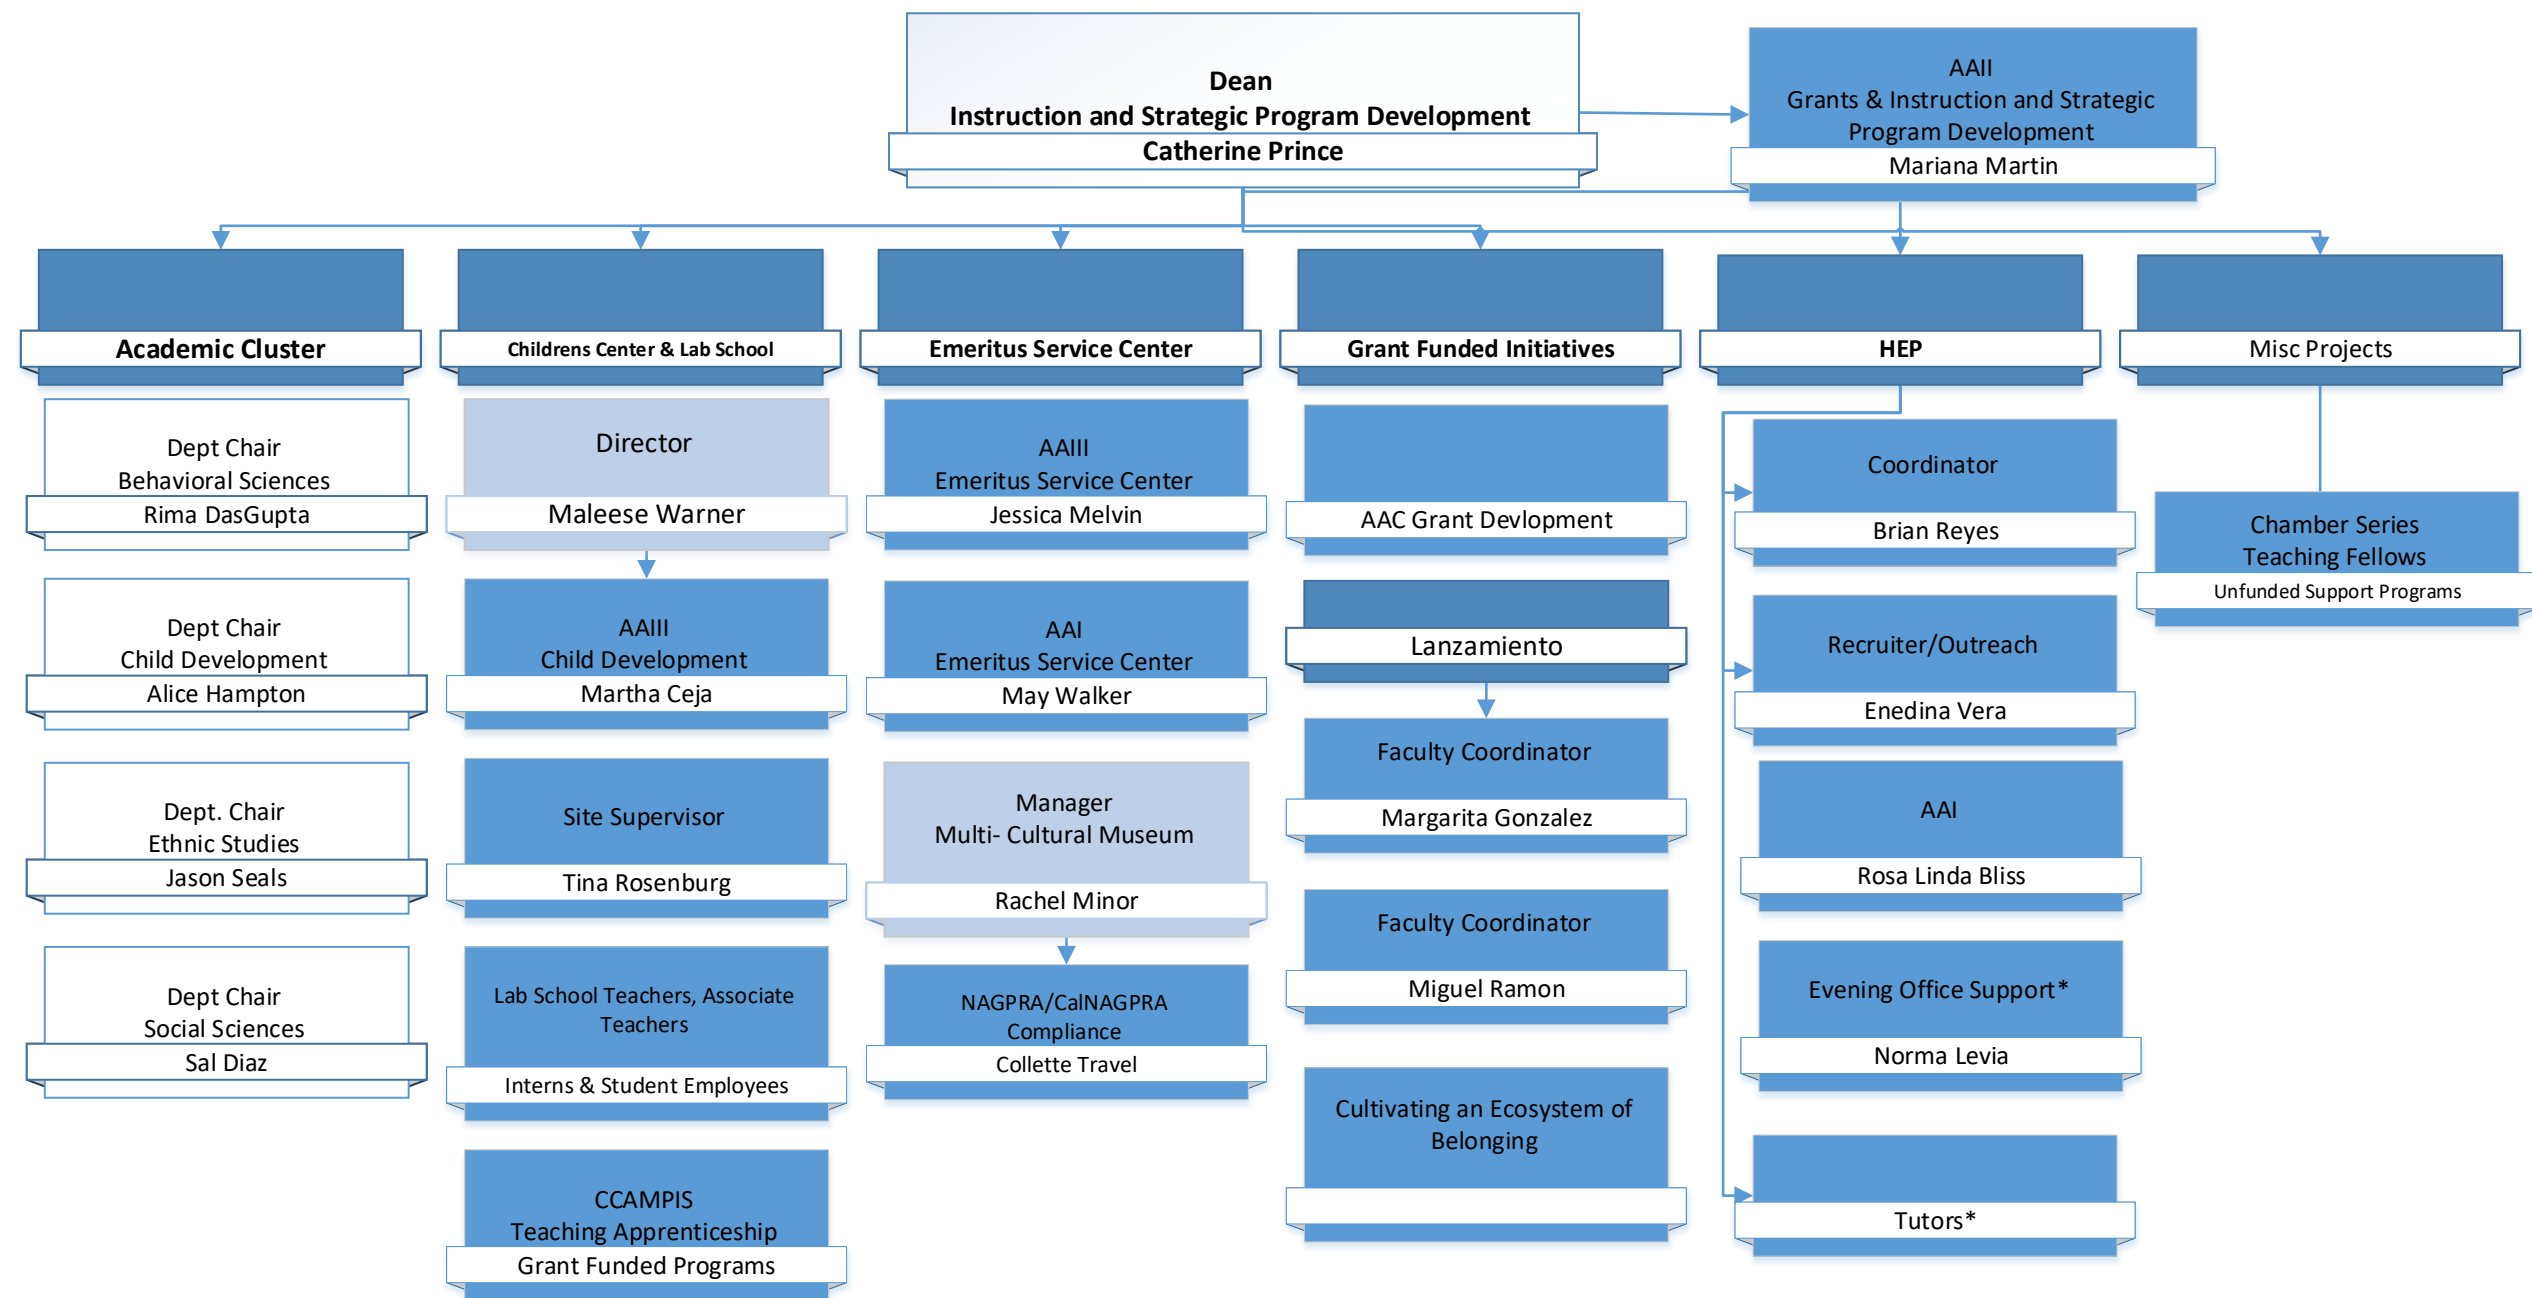 Dean
Instruction and Strategic Program Development
Catherine Prince
AAII
Grants & Instruction and Strategic
Program Development
Mariana Martin
Academic Cluster
Childrens Center & Lab School
Emeritus Service Center
Grant Funded Initiatives
HEP
Misc Projects
Dept Chair
Behavioral Sciences
Rima DasGupta
Dept Chair
Child Development
Alice Hampton
Dept. Chair
Ethnic Studies
Jason Seals
Dept Chair
Social Sciences
Sal Diaz
Director
Maleese Warner
AAIII
Child Development
Martha Ceja
Site Supervisor
Tina Rosenburg
Lab School Teachers, Associate
Teachers
Interns & Student Employees
CCAMPIS
Teaching Apprenticeship
Grant Funded Programs
AAIII
Emeritus Service Center
Jessica Melvin
AAI
Emeritus Service Center
May Walker
Manager
Multi- Cultural Museum
Rachel Minor
NAGPRA/CalNAGPRA
Compliance
Collette Travel
AAC Grant Devlopment
Lanzamiento
Faculty Coordinator
Margarita Gonzalez
Faculty Coordinator
Miguel Ramon
Cultivating an Ecosystem of
Belonging
Coordinator
Brian Reyes
Recruiter/Outreach
Enedina Vera
AAI
Rosa Linda Bliss
Evening Office Support*
Norma Levia
Tutors*
Chamber Series
Teaching Fellows
Unfunded Support Programs